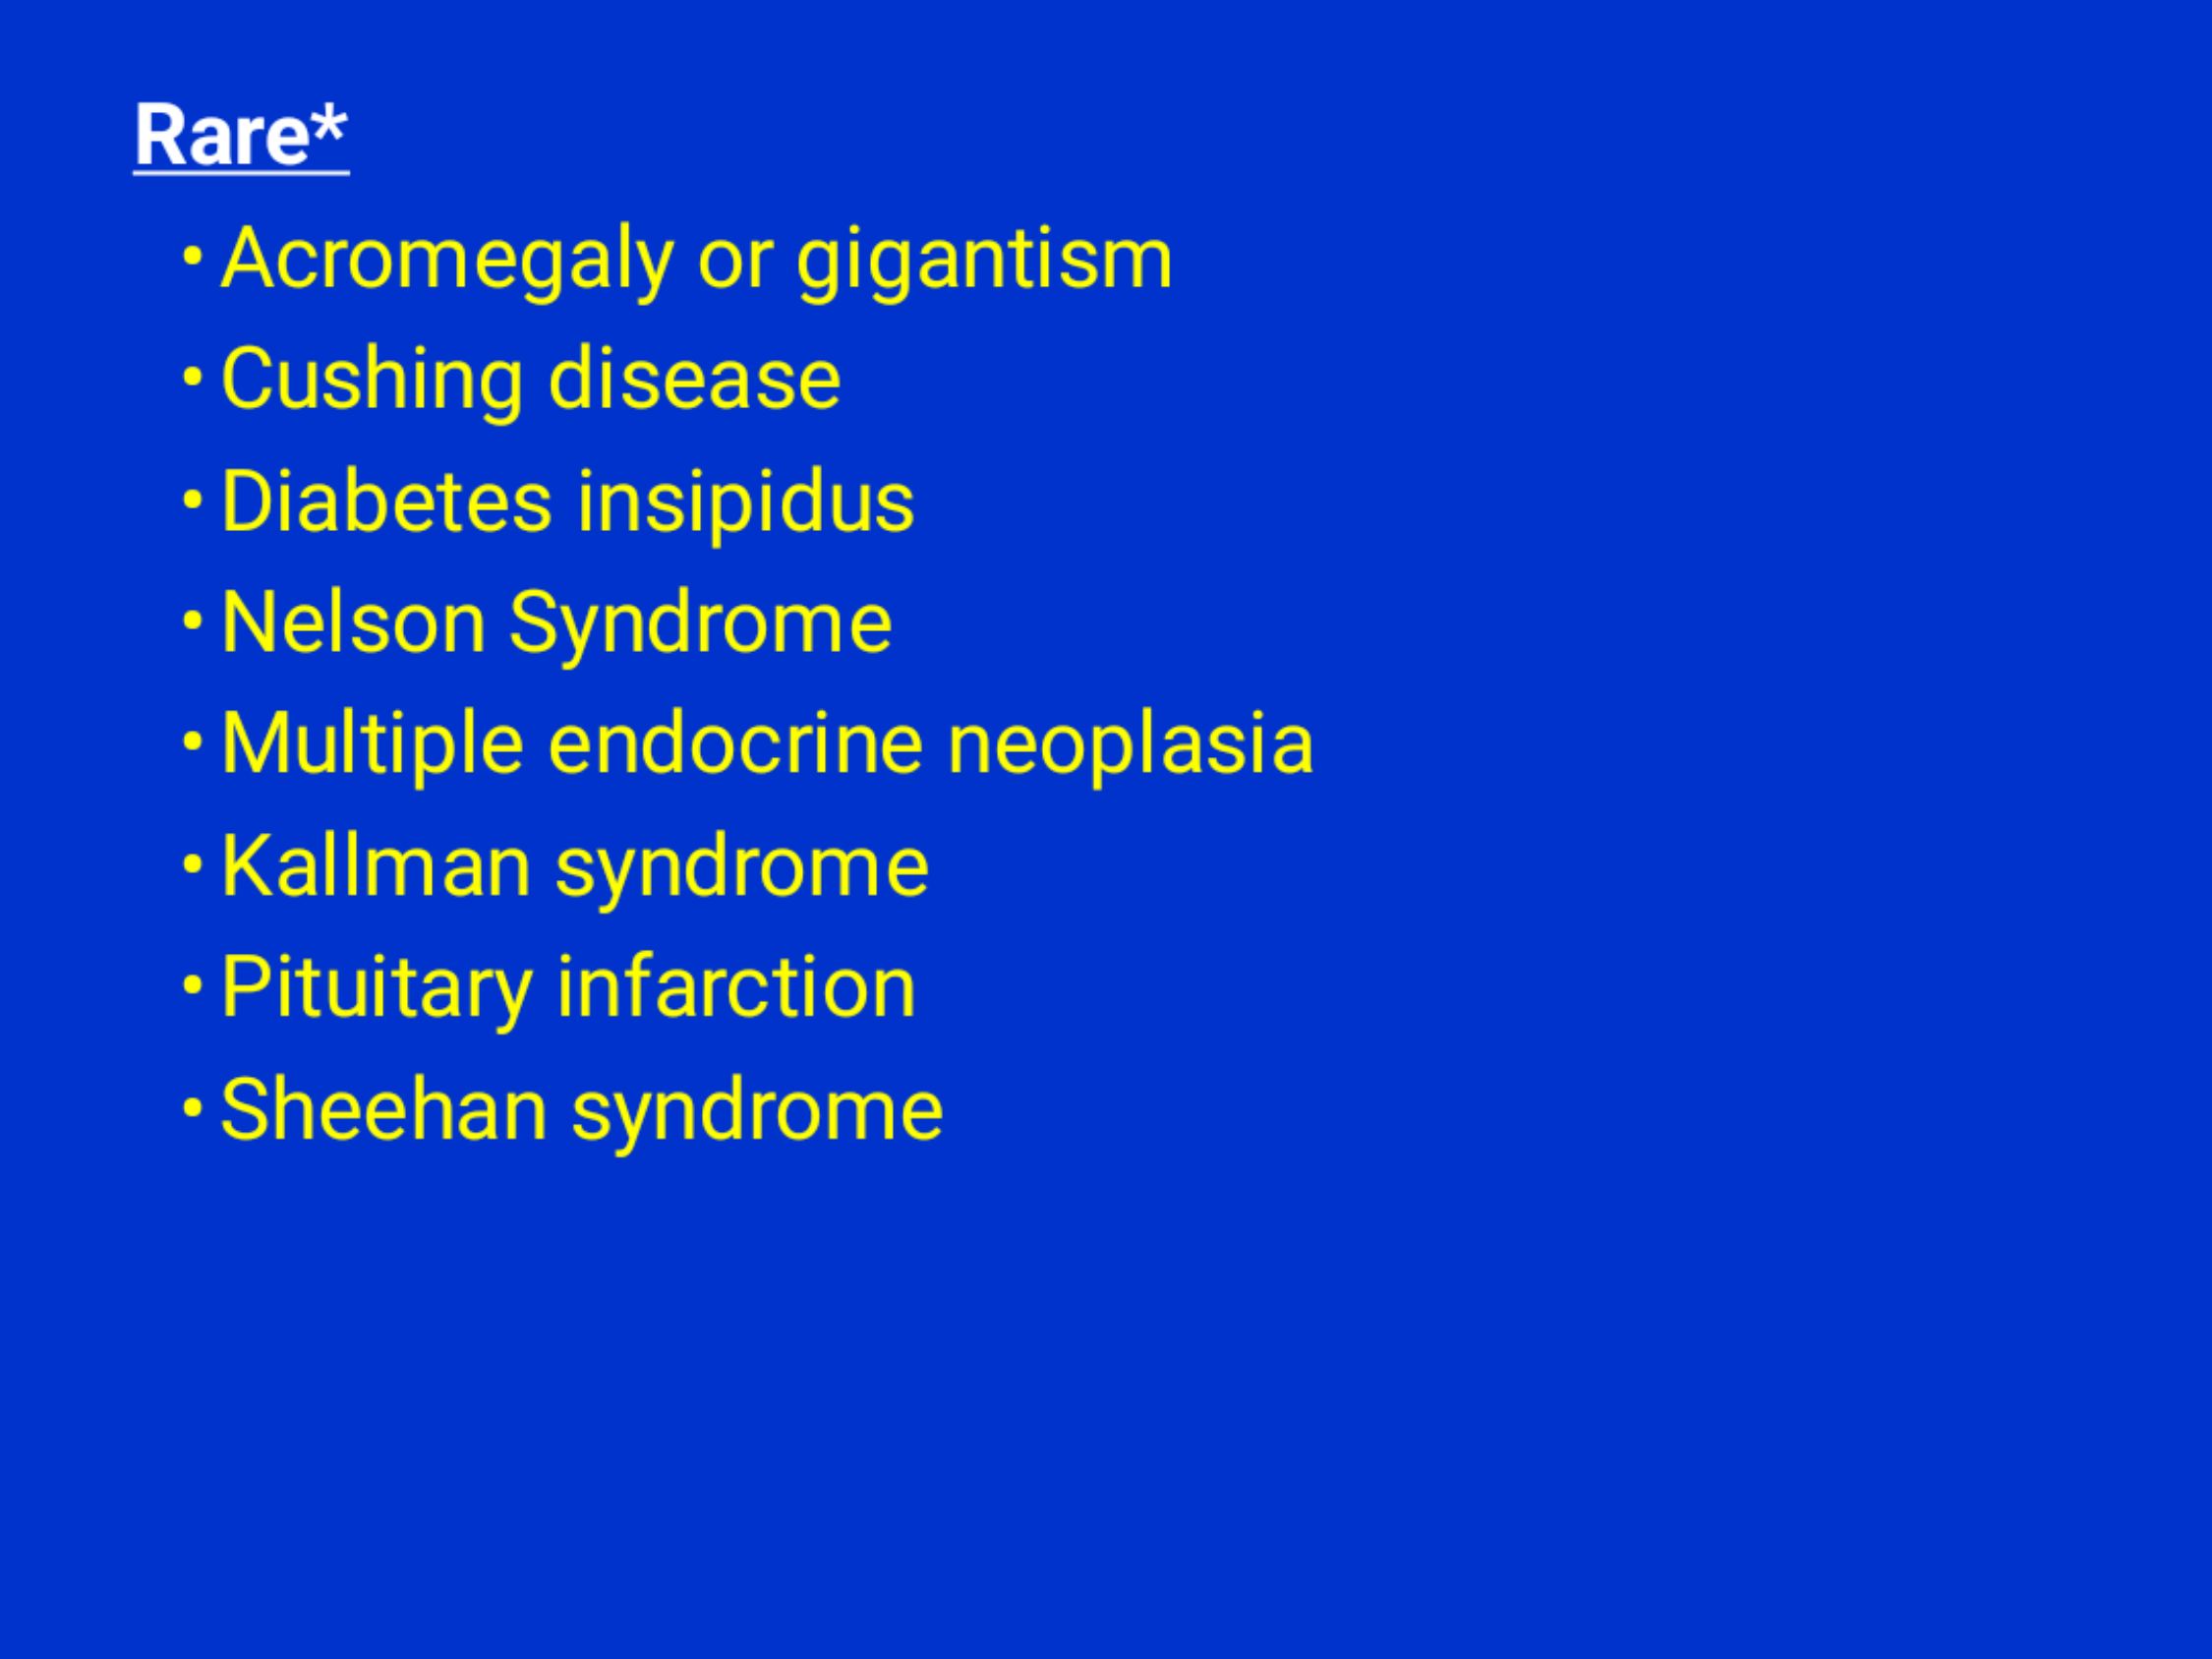 Rare*
• Acromegaly or gigantism
• Cushing disease
• Diabetes insipidus
• Nelson Syndrome
• Multiple endocrine neoplasia
• Kallman syndrome
• Pituitary infarction
• Sheehan syndrome